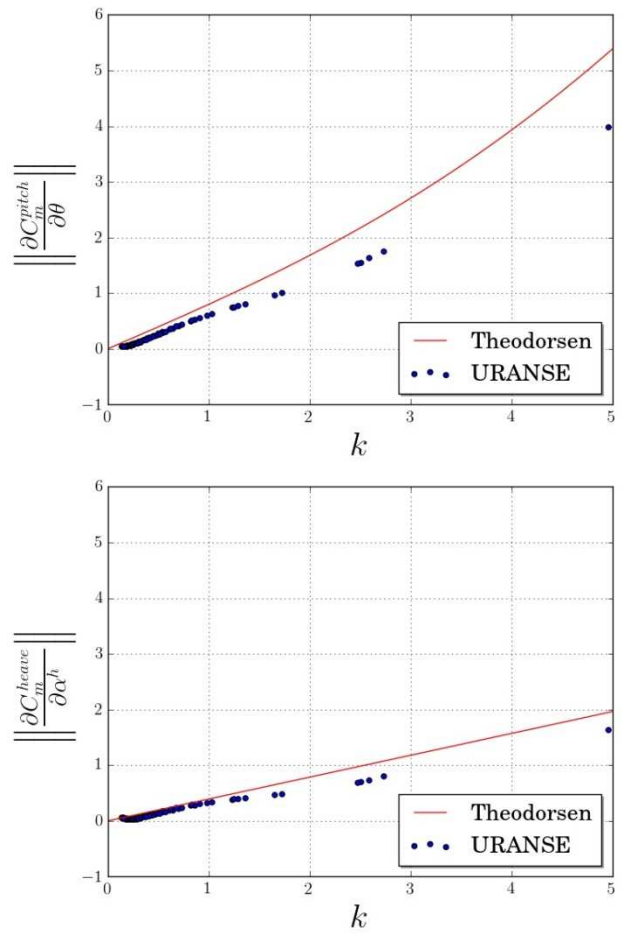 6
5
4
3
2
1
0
−1
‖∂C_m^{pitch}/∂θ‖
Theodorsen
URANSE
0 1 2 3 4 5
k
6
5
4
3
2
1
0
−1
‖∂C_m^{heave}/∂α^h‖
Theodorsen
URANSE
0 1 2 3 4 5
k